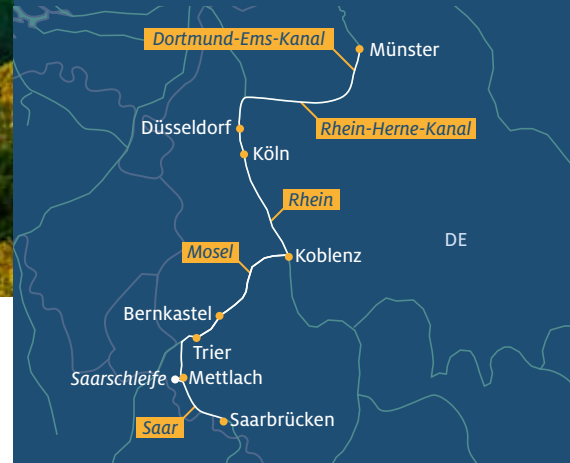 Dortmund-Ems-Kanal
Münster
Düsseldorf
Rhein-Herne-Kanal
Köln
Rhein
DE
Mosel
Koblenz
Bernkastel
Trier
Saarschleife
Mettlach
Saar
Saarbrücken